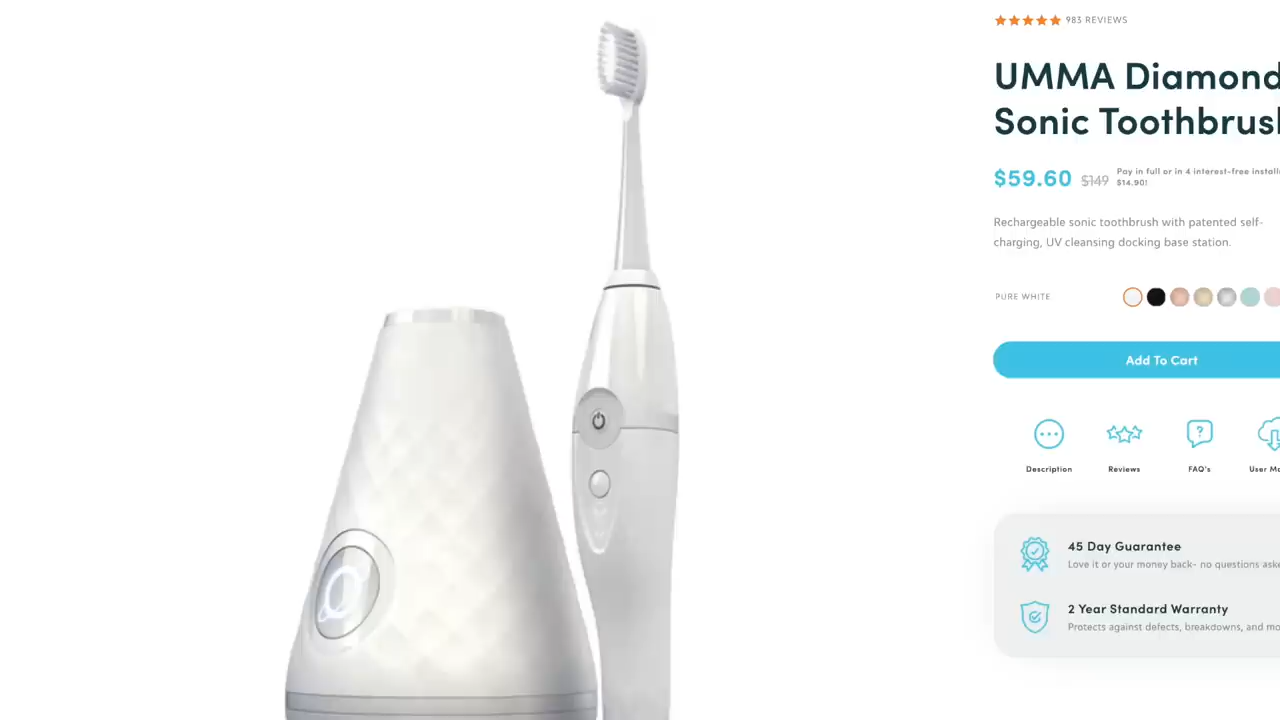 983 REVIEWS
UMMA Diamond
Sonic Toothbrush
$59.60 $149 Pay in full or in 4 interest-free install
$14.90!
Rechargeable sonic toothbrush with patented self-
charging, UV cleansing docking base station.
PURE WHITE
Add To Cart
Description Reviews FAQ's User Ma
45 Day Guarantee
Love it or your money back- no questions aske
2 Year Standard Warranty
Protects against defects, breakdowns, and mo